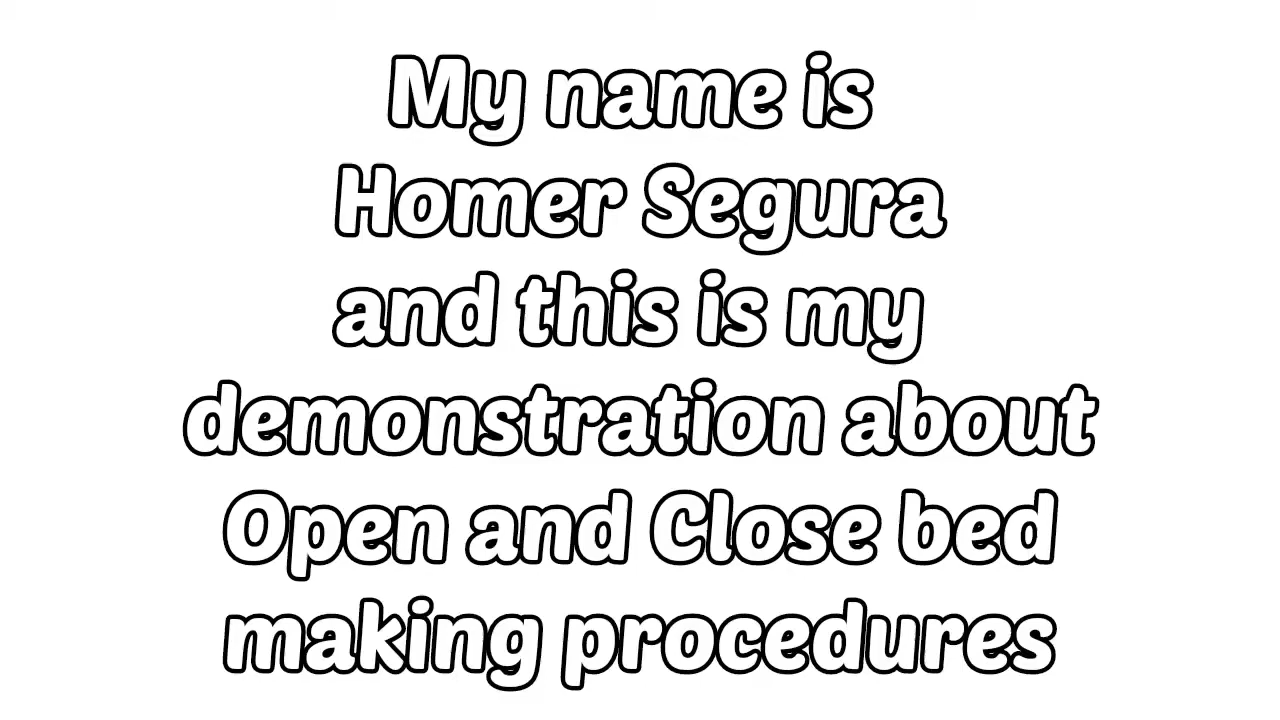 My name is
Homer Segura
and this is my
demonstration about
Open and Close bed
making procedures